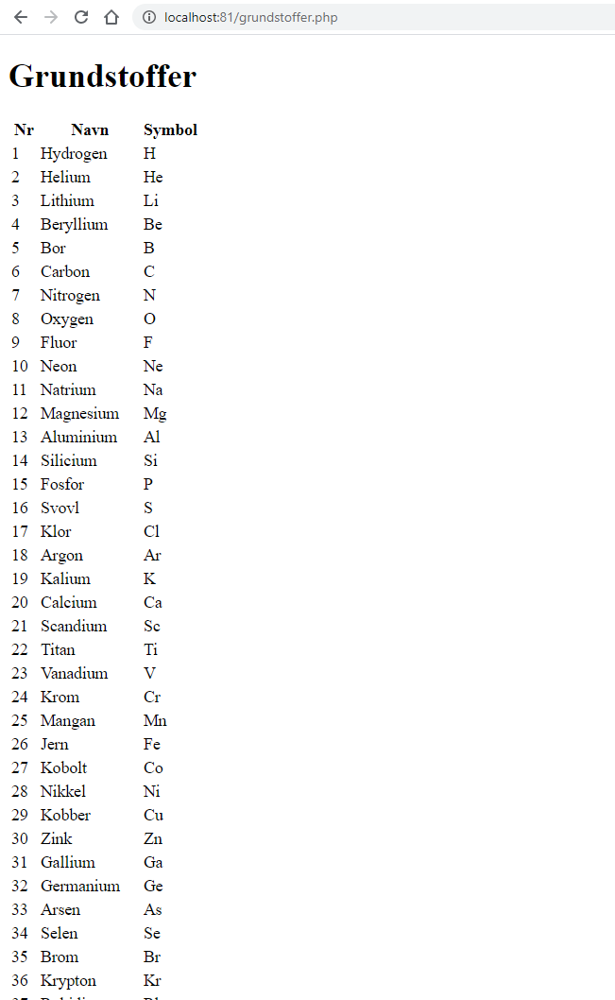 localhost:81/grundstoffer.php
Grundstoffer
Nr Navn Symbol
1 Hydrogen H
2 Helium He
3 Lithium Li
4 Beryllium Be
5 Bor B
6 Carbon C
7 Nitrogen N
8 Oxygen O
9 Fluor F
10 Neon Ne
11 Natrium Na
12 Magnesium Mg
13 Aluminium Al
14 Silicium Si
15 Fosfor P
16 Svovl S
17 Klor Cl
18 Argon Ar
19 Kalium K
20 Calcium Ca
21 Scandium Sc
22 Titan Ti
23 Vanadium V
24 Krom Cr
25 Mangan Mn
26 Jern Fe
27 Kobolt Co
28 Nikkel Ni
29 Kobber Cu
30 Zink Zn
31 Gallium Ga
32 Germanium Ge
33 Arsen As
34 Selen Se
35 Brom Br
36 Krypton Kr